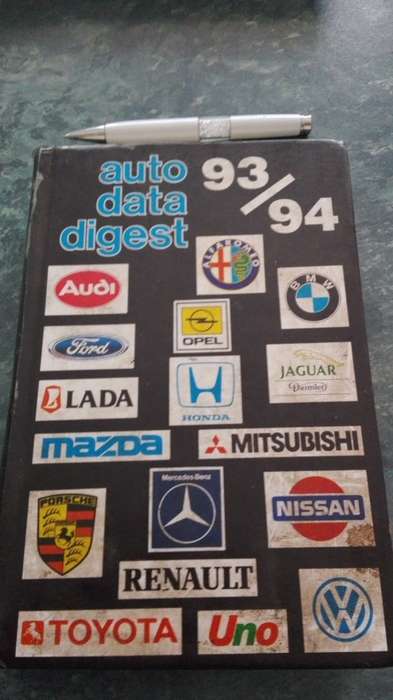 auto
data
digest
93/94
ALFA ROMEO
AUDI
BMW
OPEL
Ford
JAGUAR
Daimler
LADA
HONDA
mazda
MITSUBISHI
PORSCHE
Mercedes-Benz
NISSAN
RENAULT
TOYOTA
Uno
VW